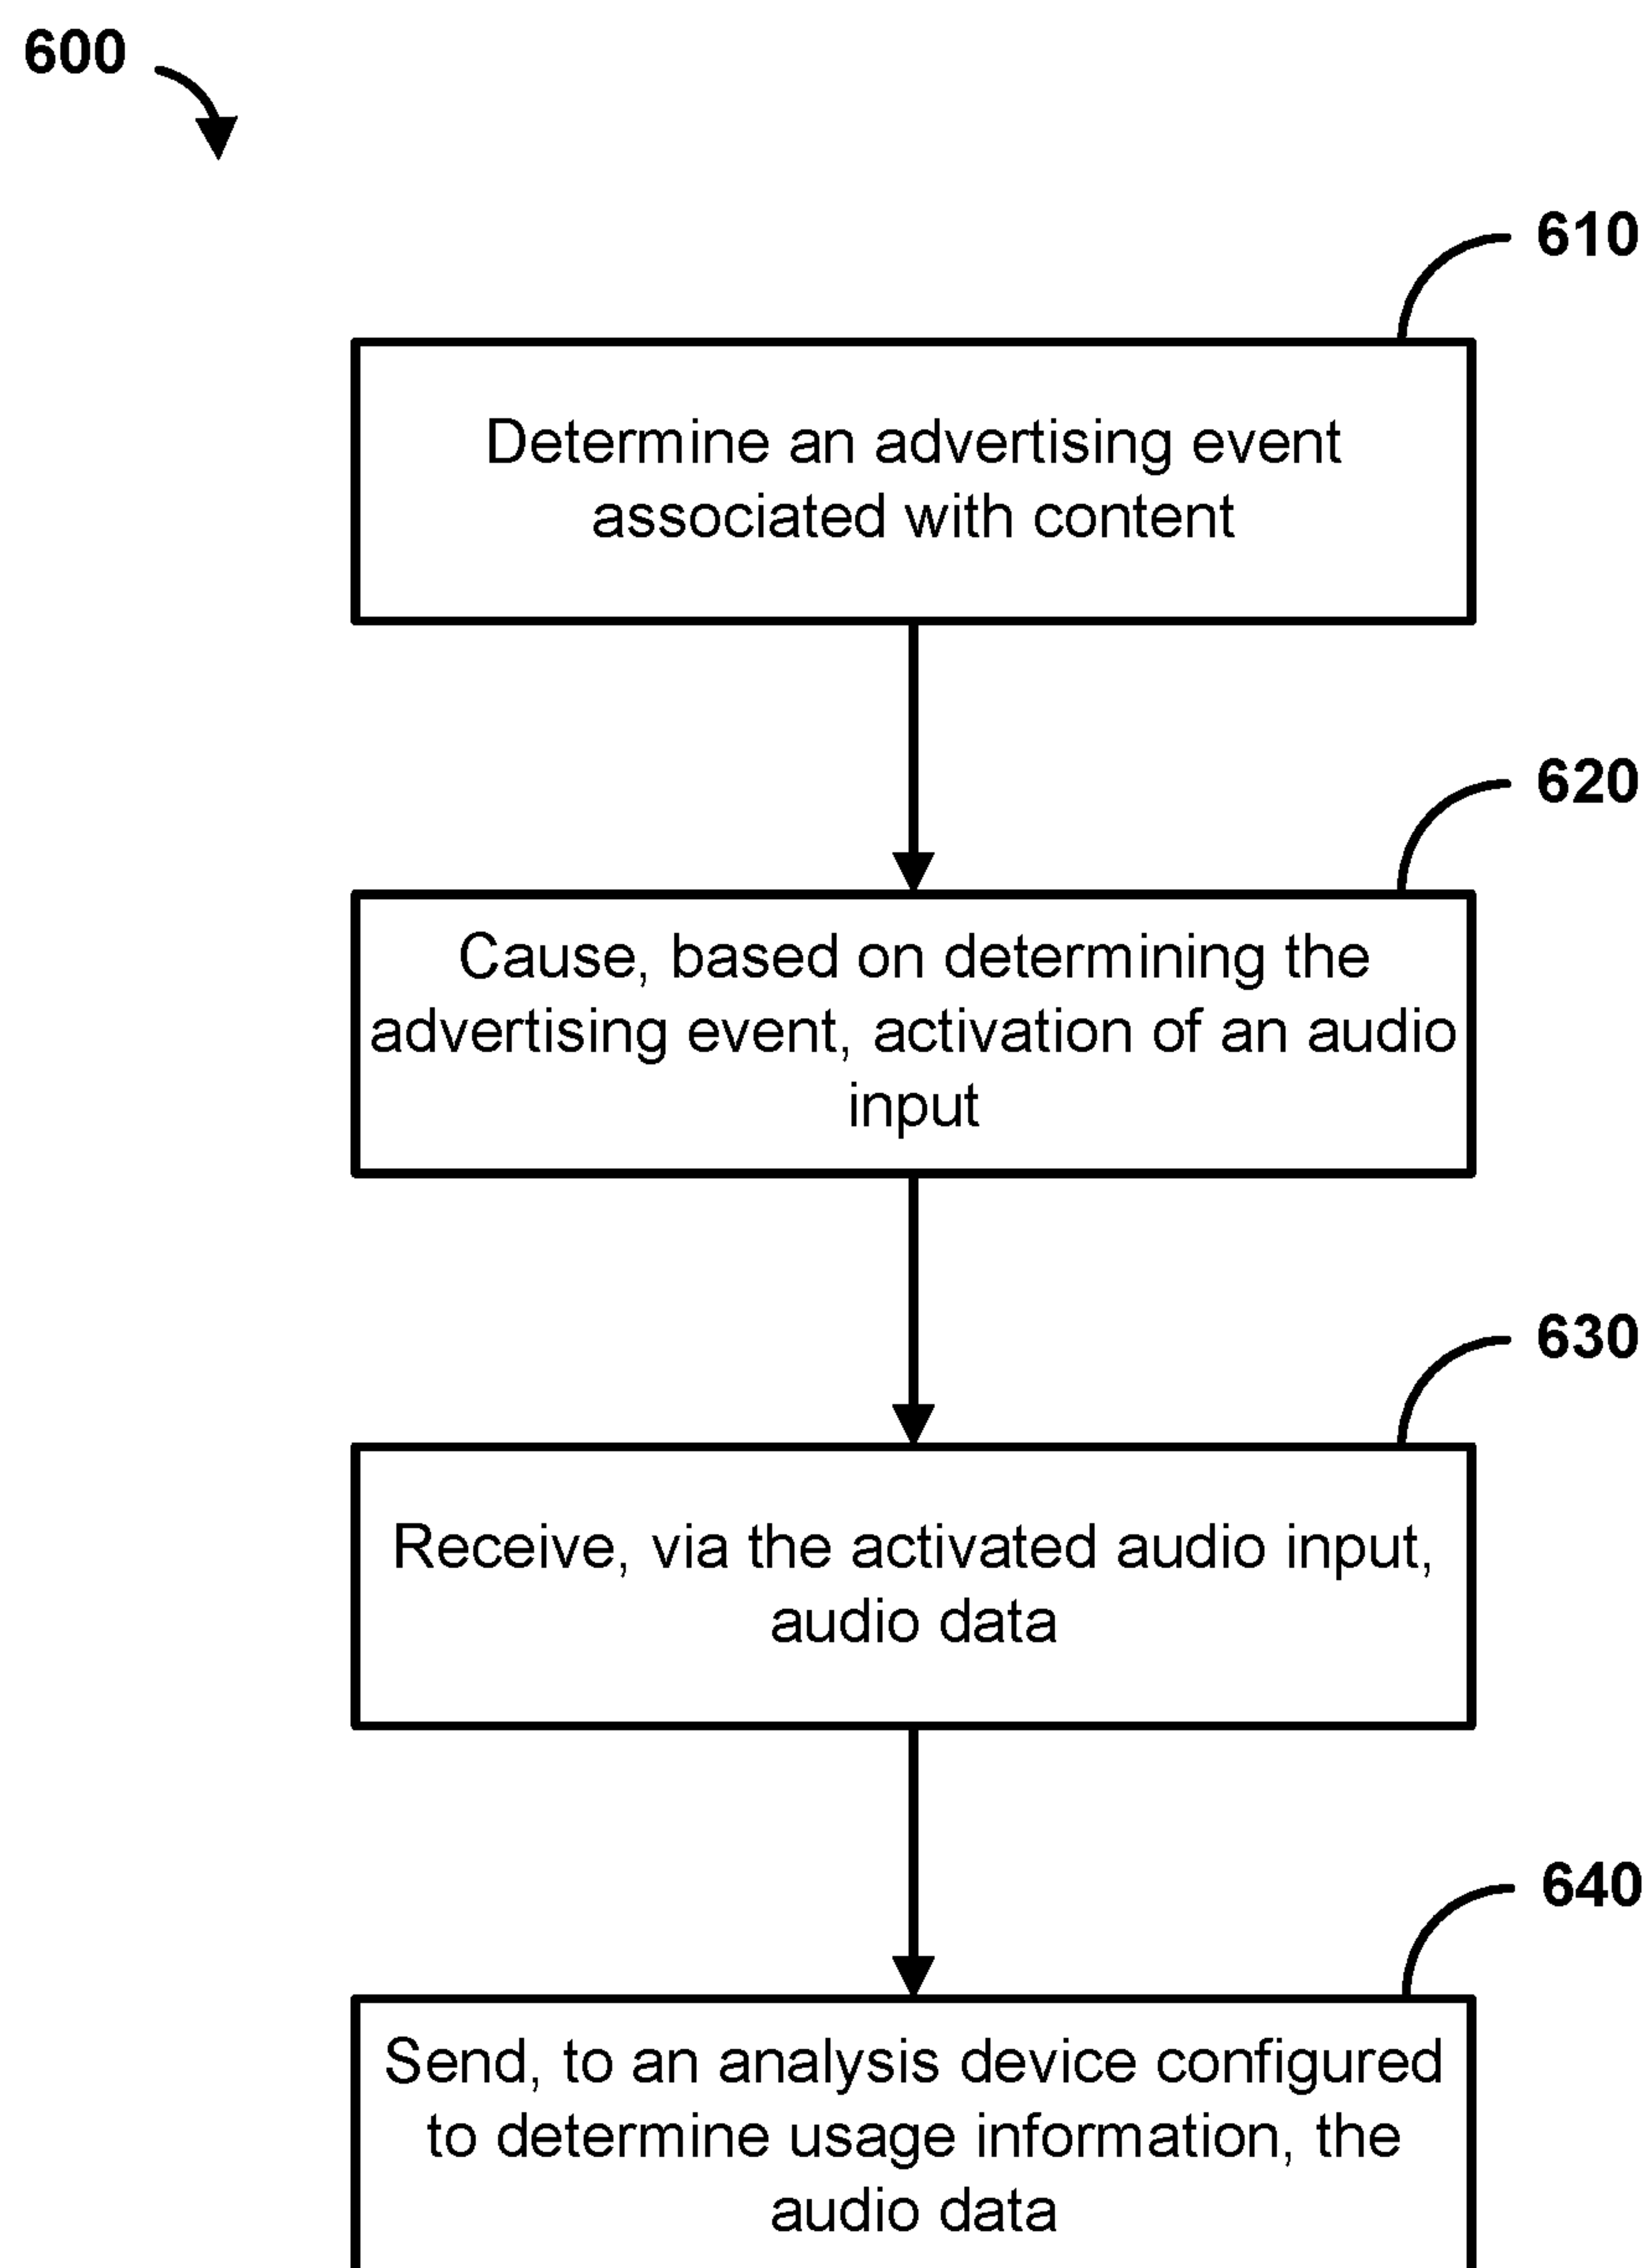 600
610
Determine an advertising event
associated with content
620
Cause, based on determining the
advertising event, activation of an audio
input
630
Receive, via the activated audio input,
audio data
640
Send, to an analysis device configured
to determine usage information, the
audio data